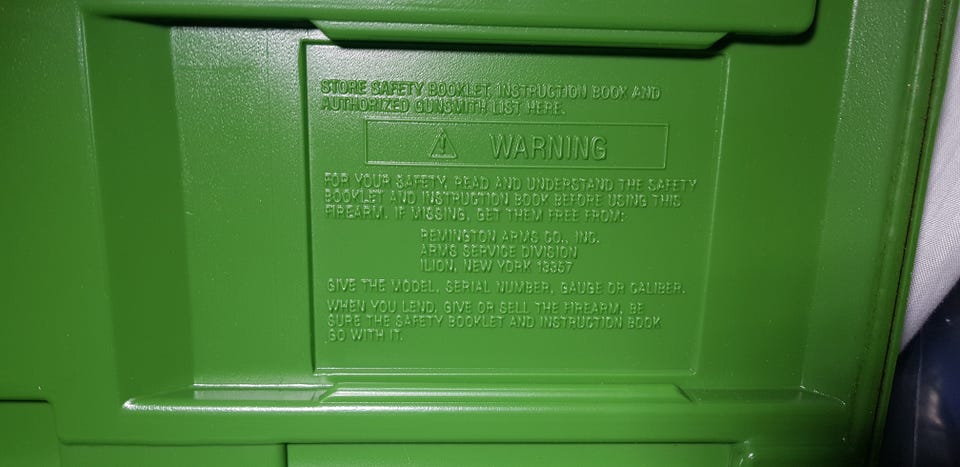 STORE SAFETY BOOKLET, INSTRUCTION BOOK AND
AUTHORIZED GUNSMITH LIST HERE.
WARNING
FOR YOUR SAFETY, READ AND UNDERSTAND THE SAFETY
BOOKLET AND INSTRUCTION BOOK BEFORE USING THIS
FIREARM. IF MISSING, GET THEM FREE FROM:
REMINGTON ARMS CO., INC.
ARMS SERVICE DIVISION
ILION, NEW YORK 13357
GIVE THE MODEL, SERIAL NUMBER, GAUGE OR CALIBER.
WHEN YOU LEND, GIVE OR SELL THE FIREARM, BE
SURE THE SAFETY BOOKLET AND INSTRUCTION BOOK
GO WITH IT.